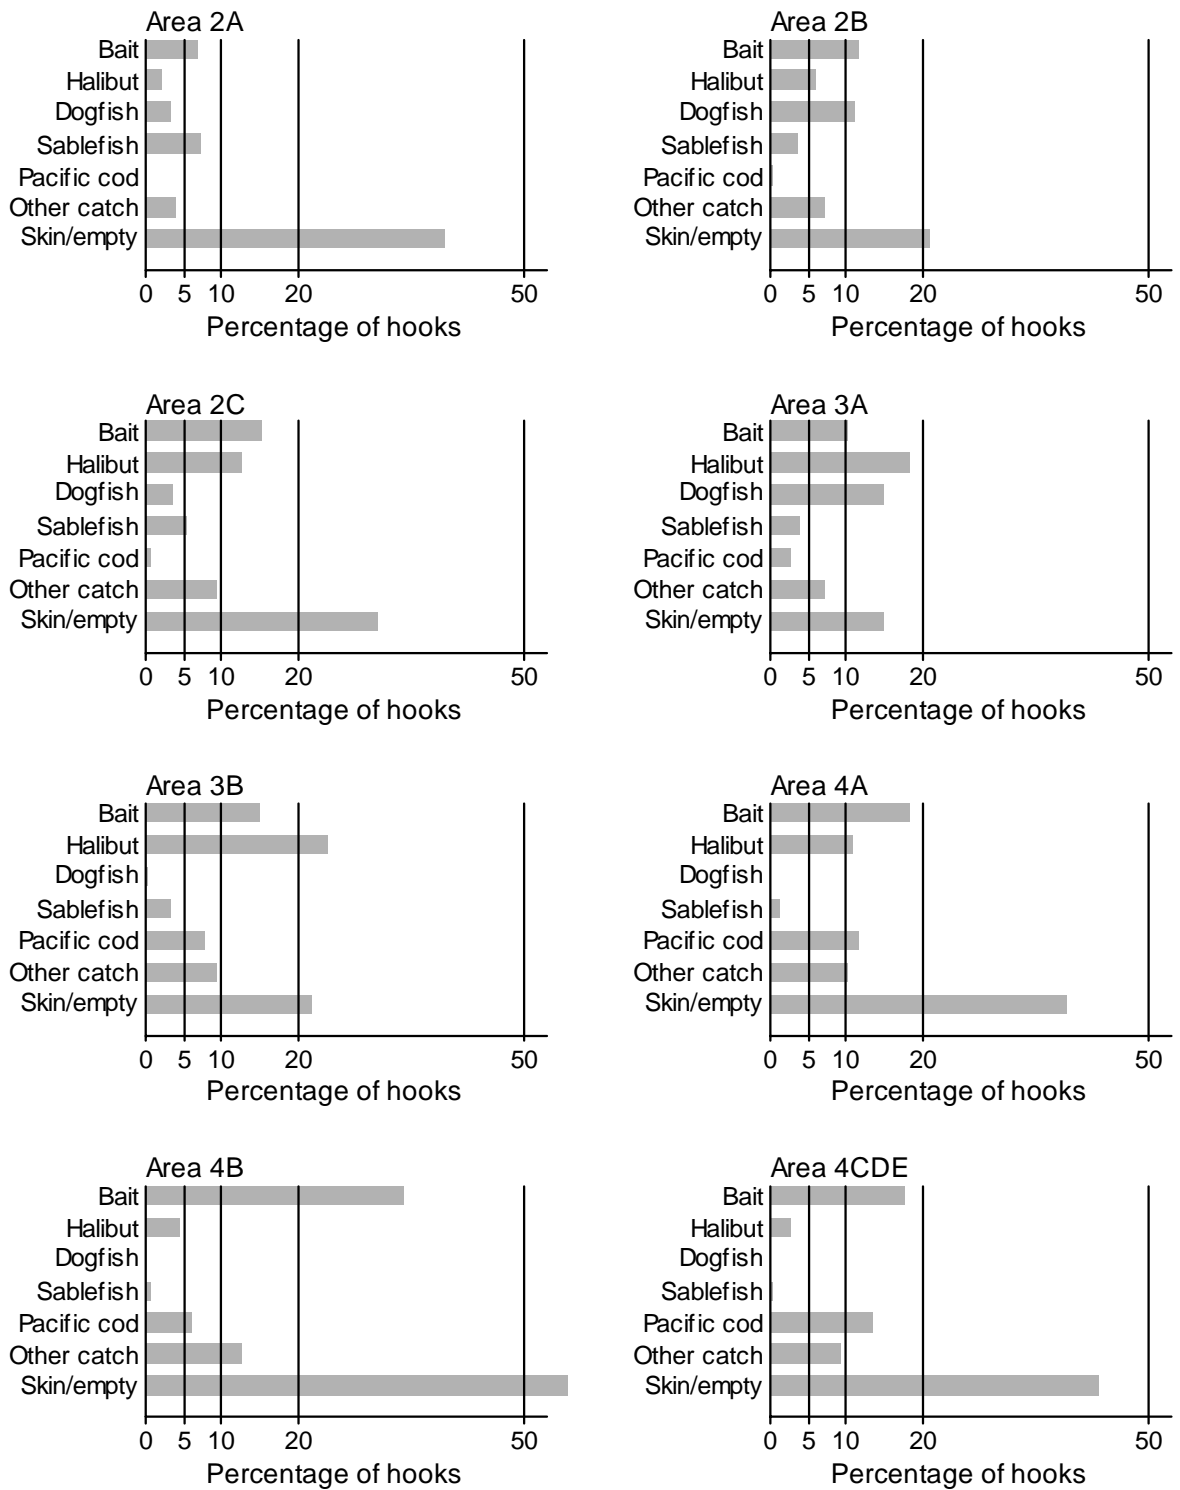 Area 2A
Bait
Halibut
Dogfish
Sablefish
Pacific cod
Other catch
Skin/empty
0 5 10 20 50
Percentage of hooks
Area 2B
Bait
Halibut
Dogfish
Sablefish
Pacific cod
Other catch
Skin/empty
0 5 10 20 50
Percentage of hooks
Area 2C
Bait
Halibut
Dogfish
Sablefish
Pacific cod
Other catch
Skin/empty
0 5 10 20 50
Percentage of hooks
Area 3A
Bait
Halibut
Dogfish
Sablefish
Pacific cod
Other catch
Skin/empty
0 5 10 20 50
Percentage of hooks
Area 3B
Bait
Halibut
Dogfish
Sablefish
Pacific cod
Other catch
Skin/empty
0 5 10 20 50
Percentage of hooks
Area 4A
Bait
Halibut
Dogfish
Sablefish
Pacific cod
Other catch
Skin/empty
0 5 10 20 50
Percentage of hooks
Area 4B
Bait
Halibut
Dogfish
Sablefish
Pacific cod
Other catch
Skin/empty
0 5 10 20 50
Percentage of hooks
Area 4CDE
Bait
Halibut
Dogfish
Sablefish
Pacific cod
Other catch
Skin/empty
0 5 10 20 50
Percentage of hooks